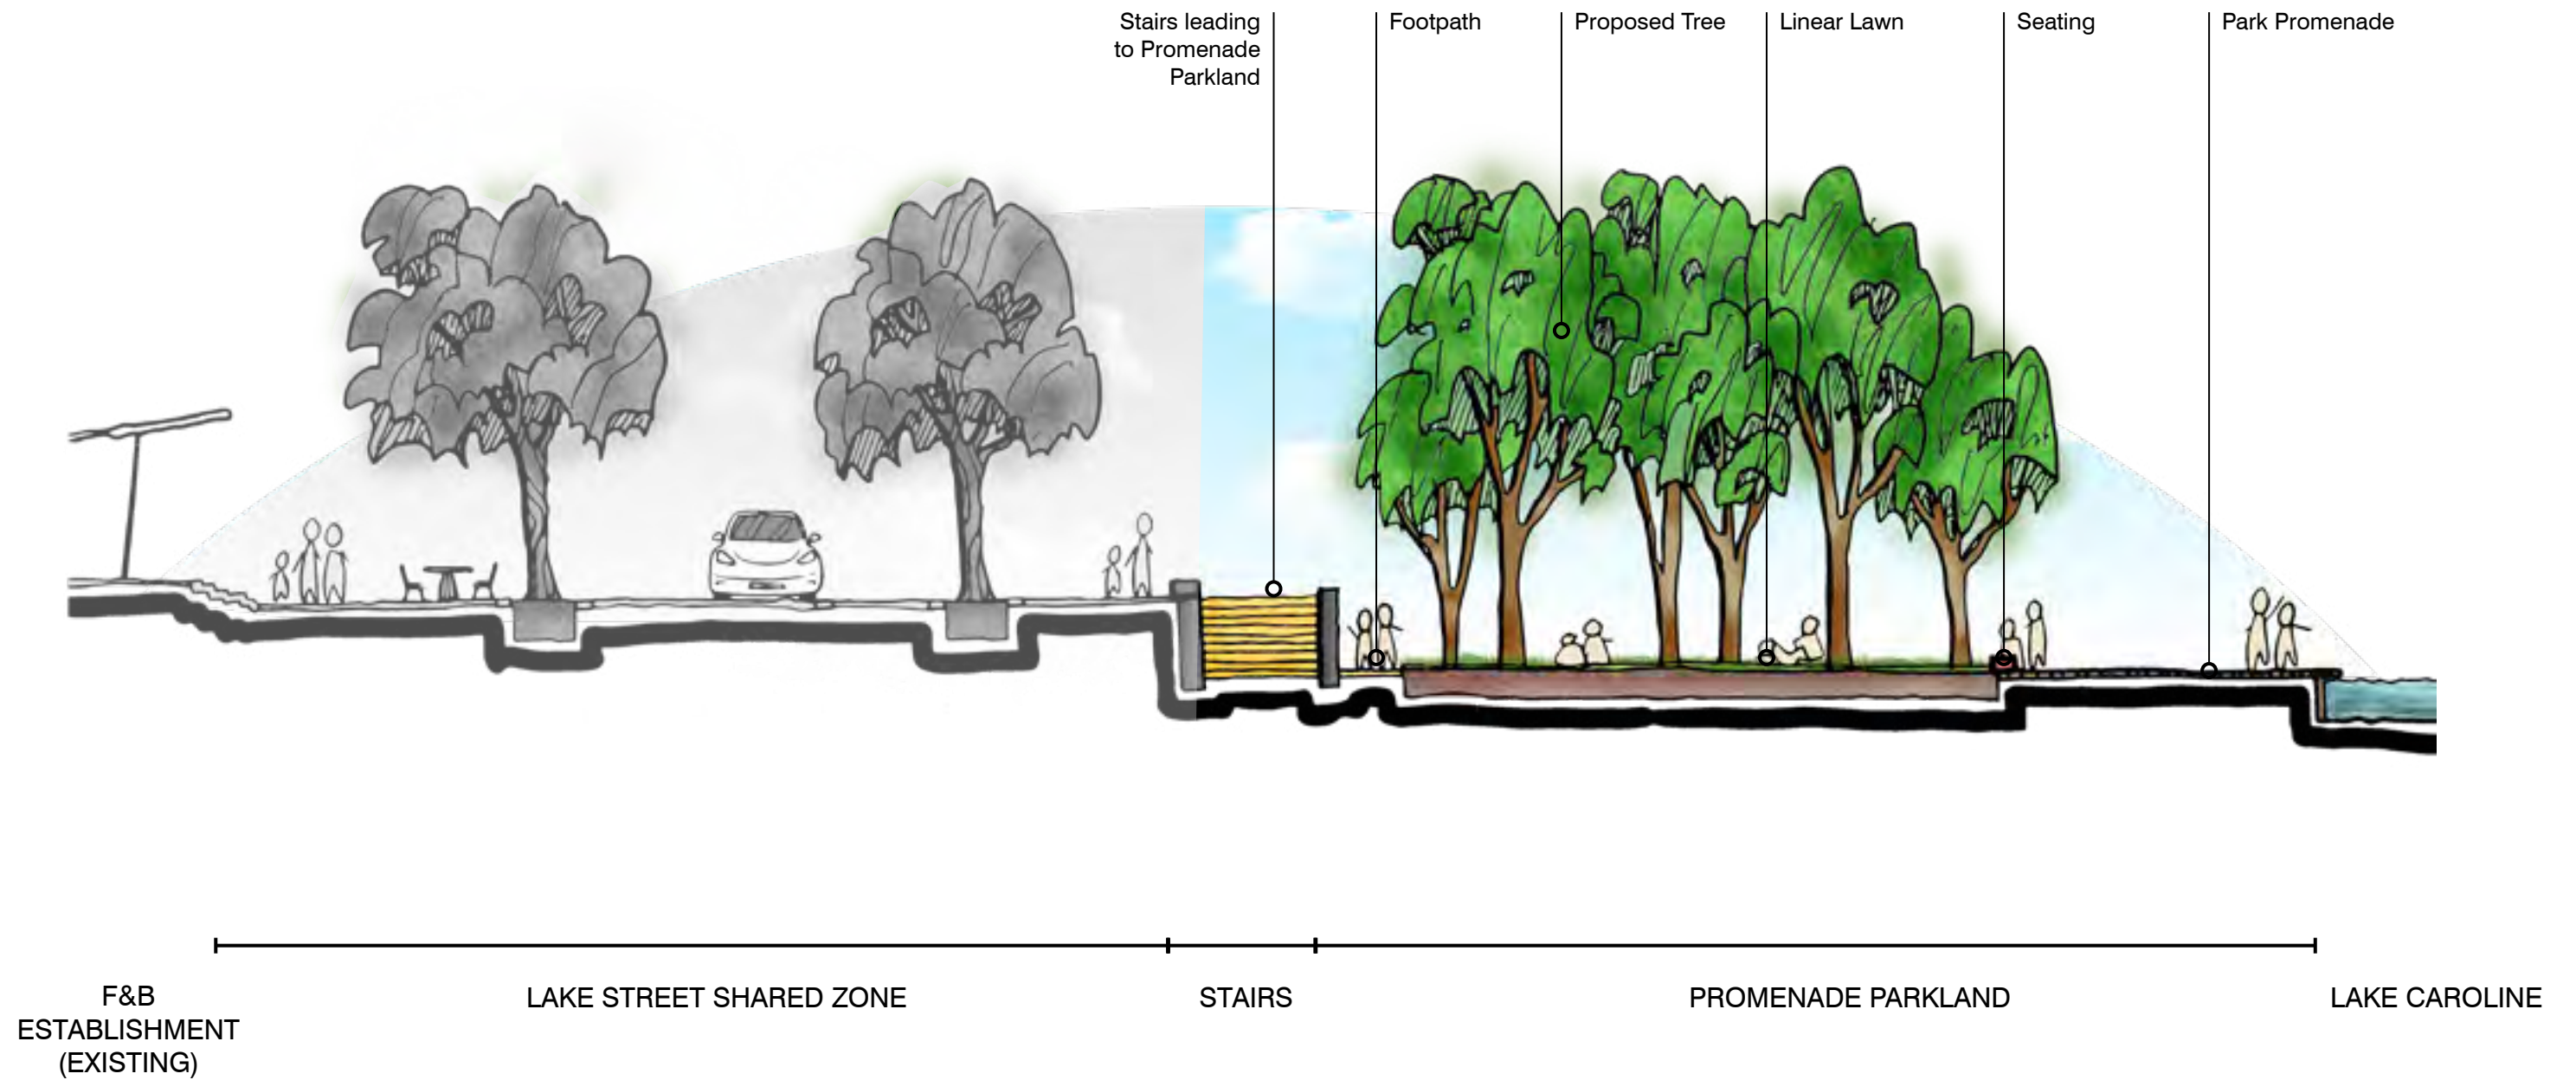 Stairs leading
to Promenade
Parkland
Footpath
Proposed Tree
Linear Lawn
Seating
Park Promenade
F&B
ESTABLISHMENT
(EXISTING)
LAKE STREET SHARED ZONE
STAIRS
PROMENADE PARKLAND
LAKE CAROLINE